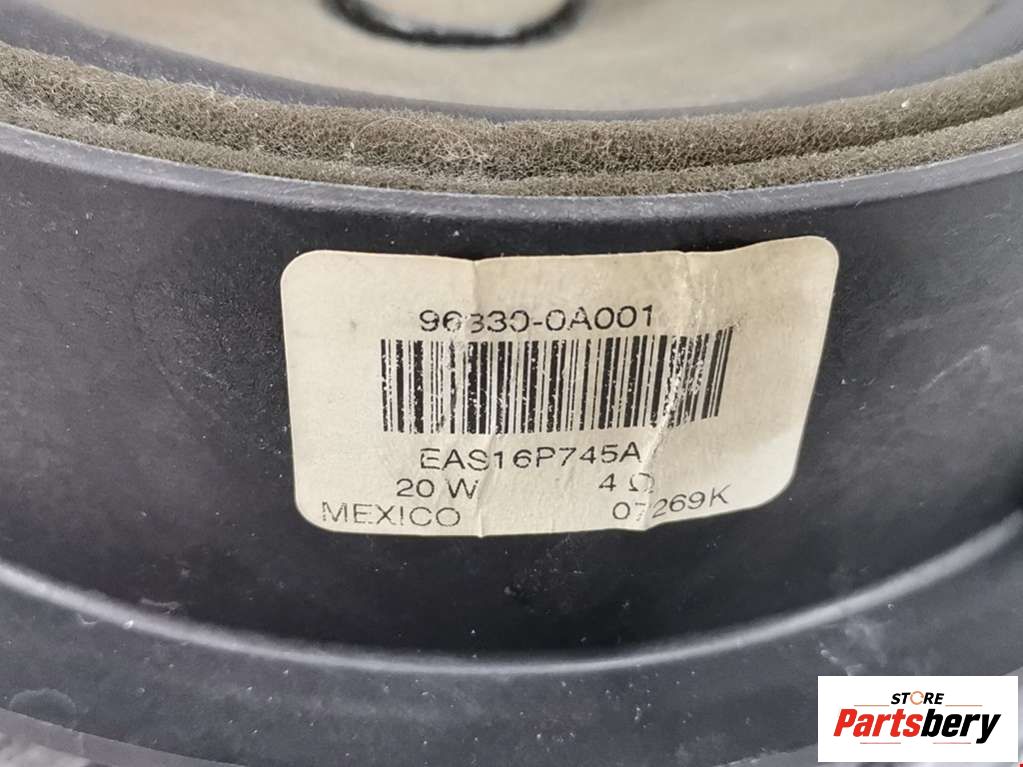 96330-0A001
EAS16P745A
20 W 4 Ω
MEXICO 07269K
STORE
Partsbery